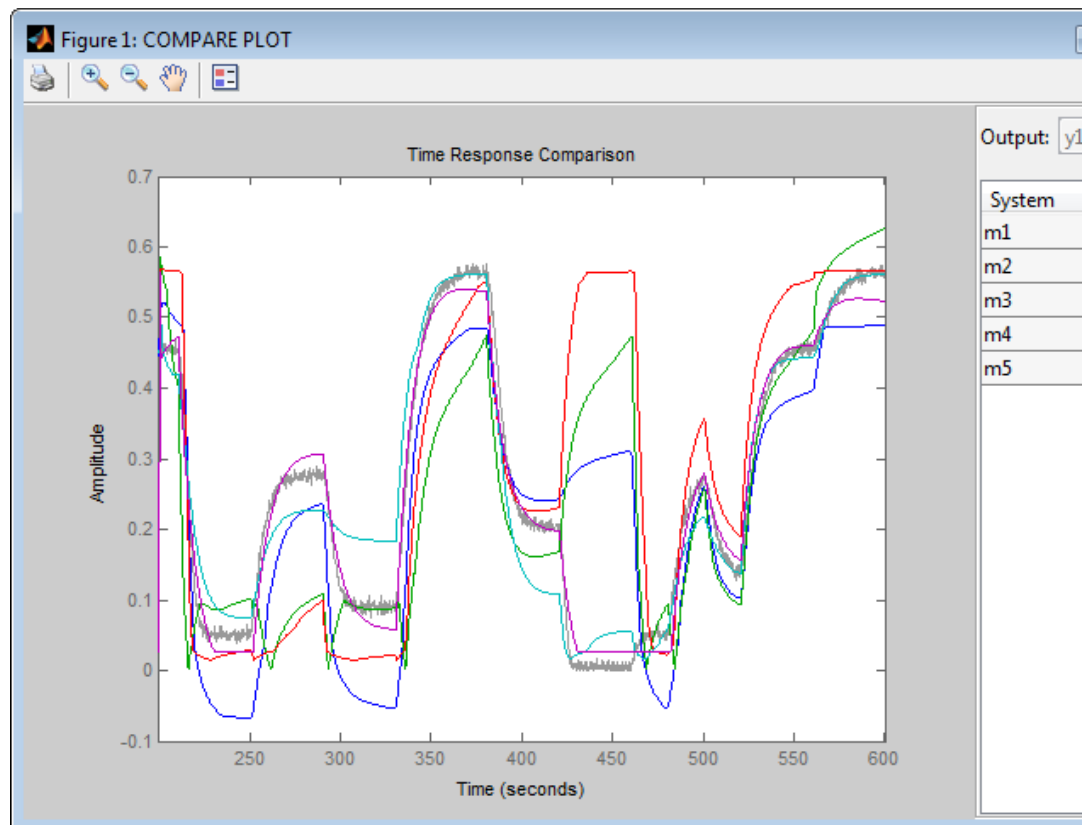 Figure 1: COMPARE PLOT
Output: y1
Time Response Comparison
System
m1
m2
m3
m4
m5
Amplitude
0.7
0.6
0.5
0.4
0.3
0.2
0.1
0
-0.1
250 300 350 400 450 500 550 600
Time (seconds)